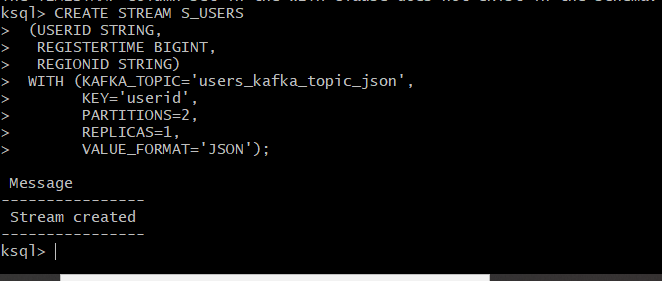 ksql> CREATE STREAM S_USERS
>  (USERID STRING,
>   REGISTERTIME BIGINT,
>   REGIONID STRING)
>  WITH (KAFKA_TOPIC='users_kafka_topic_json',
>        KEY='userid',
>        PARTITIONS=2,
>        REPLICAS=1,
>        VALUE_FORMAT='JSON');
 Message
----------------
 Stream created
----------------
ksql>